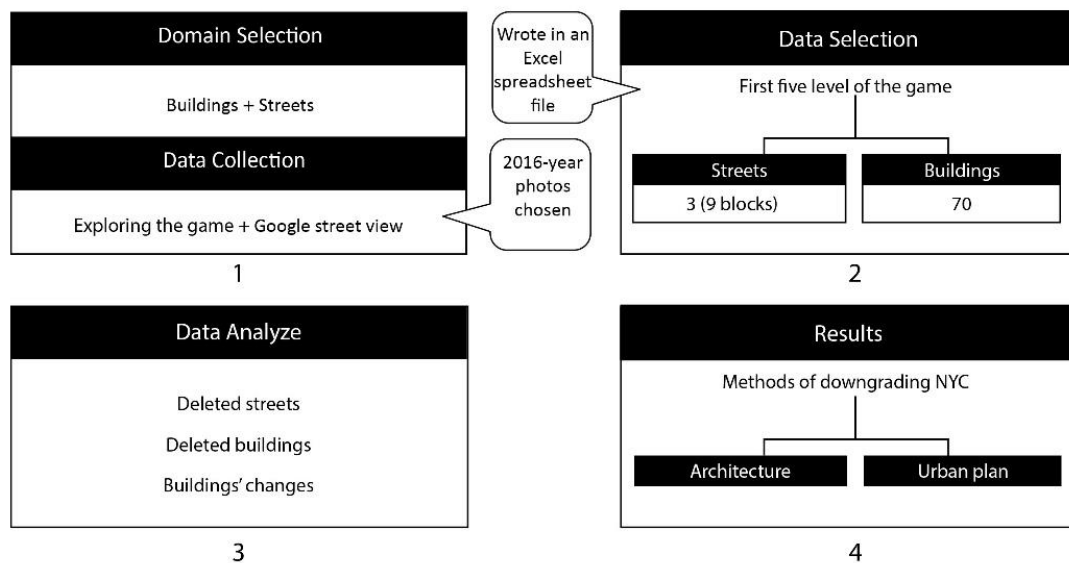 Domain Selection
Buildings + Streets
Data Collection
Exploring the game + Google street view
2016-year
photos
chosen
1
Wrote in an
Excel
spreadsheet
file
Data Selection
First five level of the game
Streets
3 (9 blocks)
Buildings
70
2
Data Analyze
Deleted streets
Deleted buildings
Buildings’ changes
3
Results
Methods of downgrading NYC
Architecture
Urban plan
4